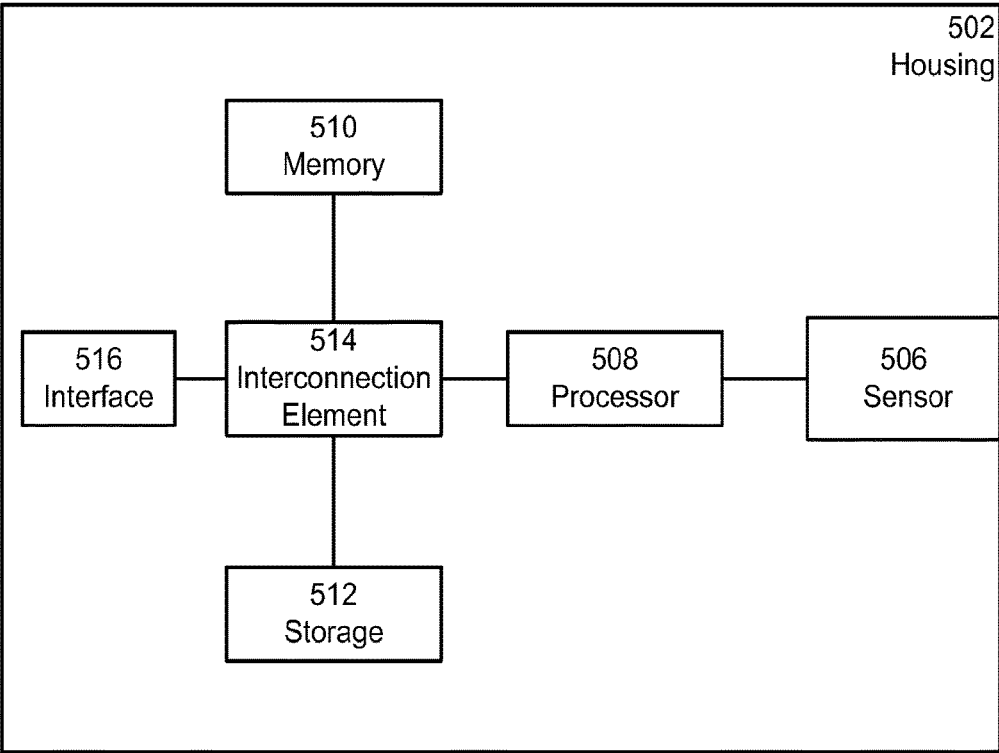 502
Housing
510
Memory
516
Interface
514
Interconnection
Element
508
Processor
506
Sensor
512
Storage